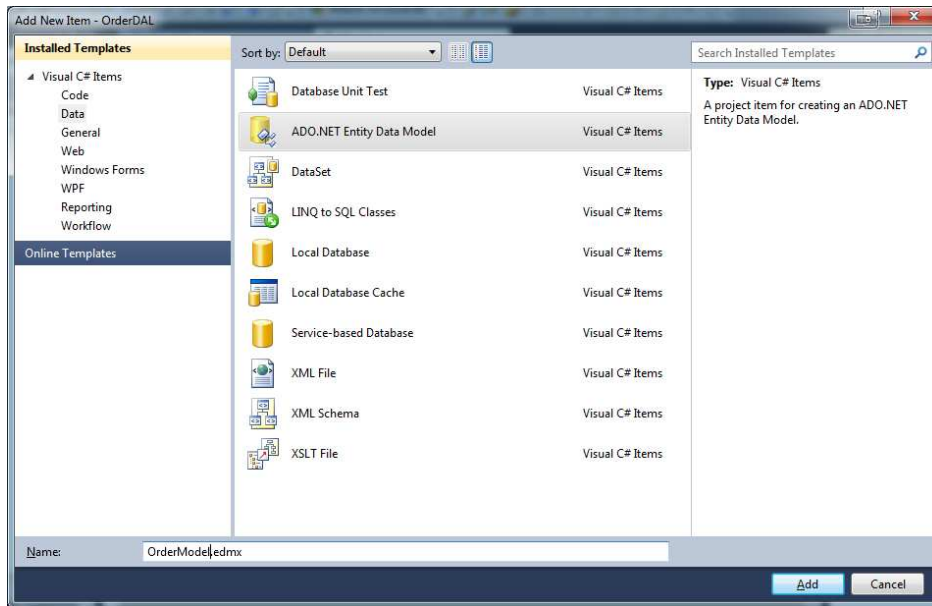 Add New Item - OrderDAL
Installed Templates
Visual C# Items
Code
Data
General
Web
Windows Forms
WPF
Reporting
Workflow
Online Templates
Sort by: Default
Database Unit Test Visual C# Items
ADO.NET Entity Data Model Visual C# Items
DataSet Visual C# Items
LINQ to SQL Classes Visual C# Items
Local Database Visual C# Items
Local Database Cache Visual C# Items
Service-based Database Visual C# Items
XML File Visual C# Items
XML Schema Visual C# Items
XSLT File Visual C# Items
Search Installed Templates
Type: Visual C# Items
A project item for creating an ADO.NET
Entity Data Model.
Name: OrderModel.edmx
Add Cancel